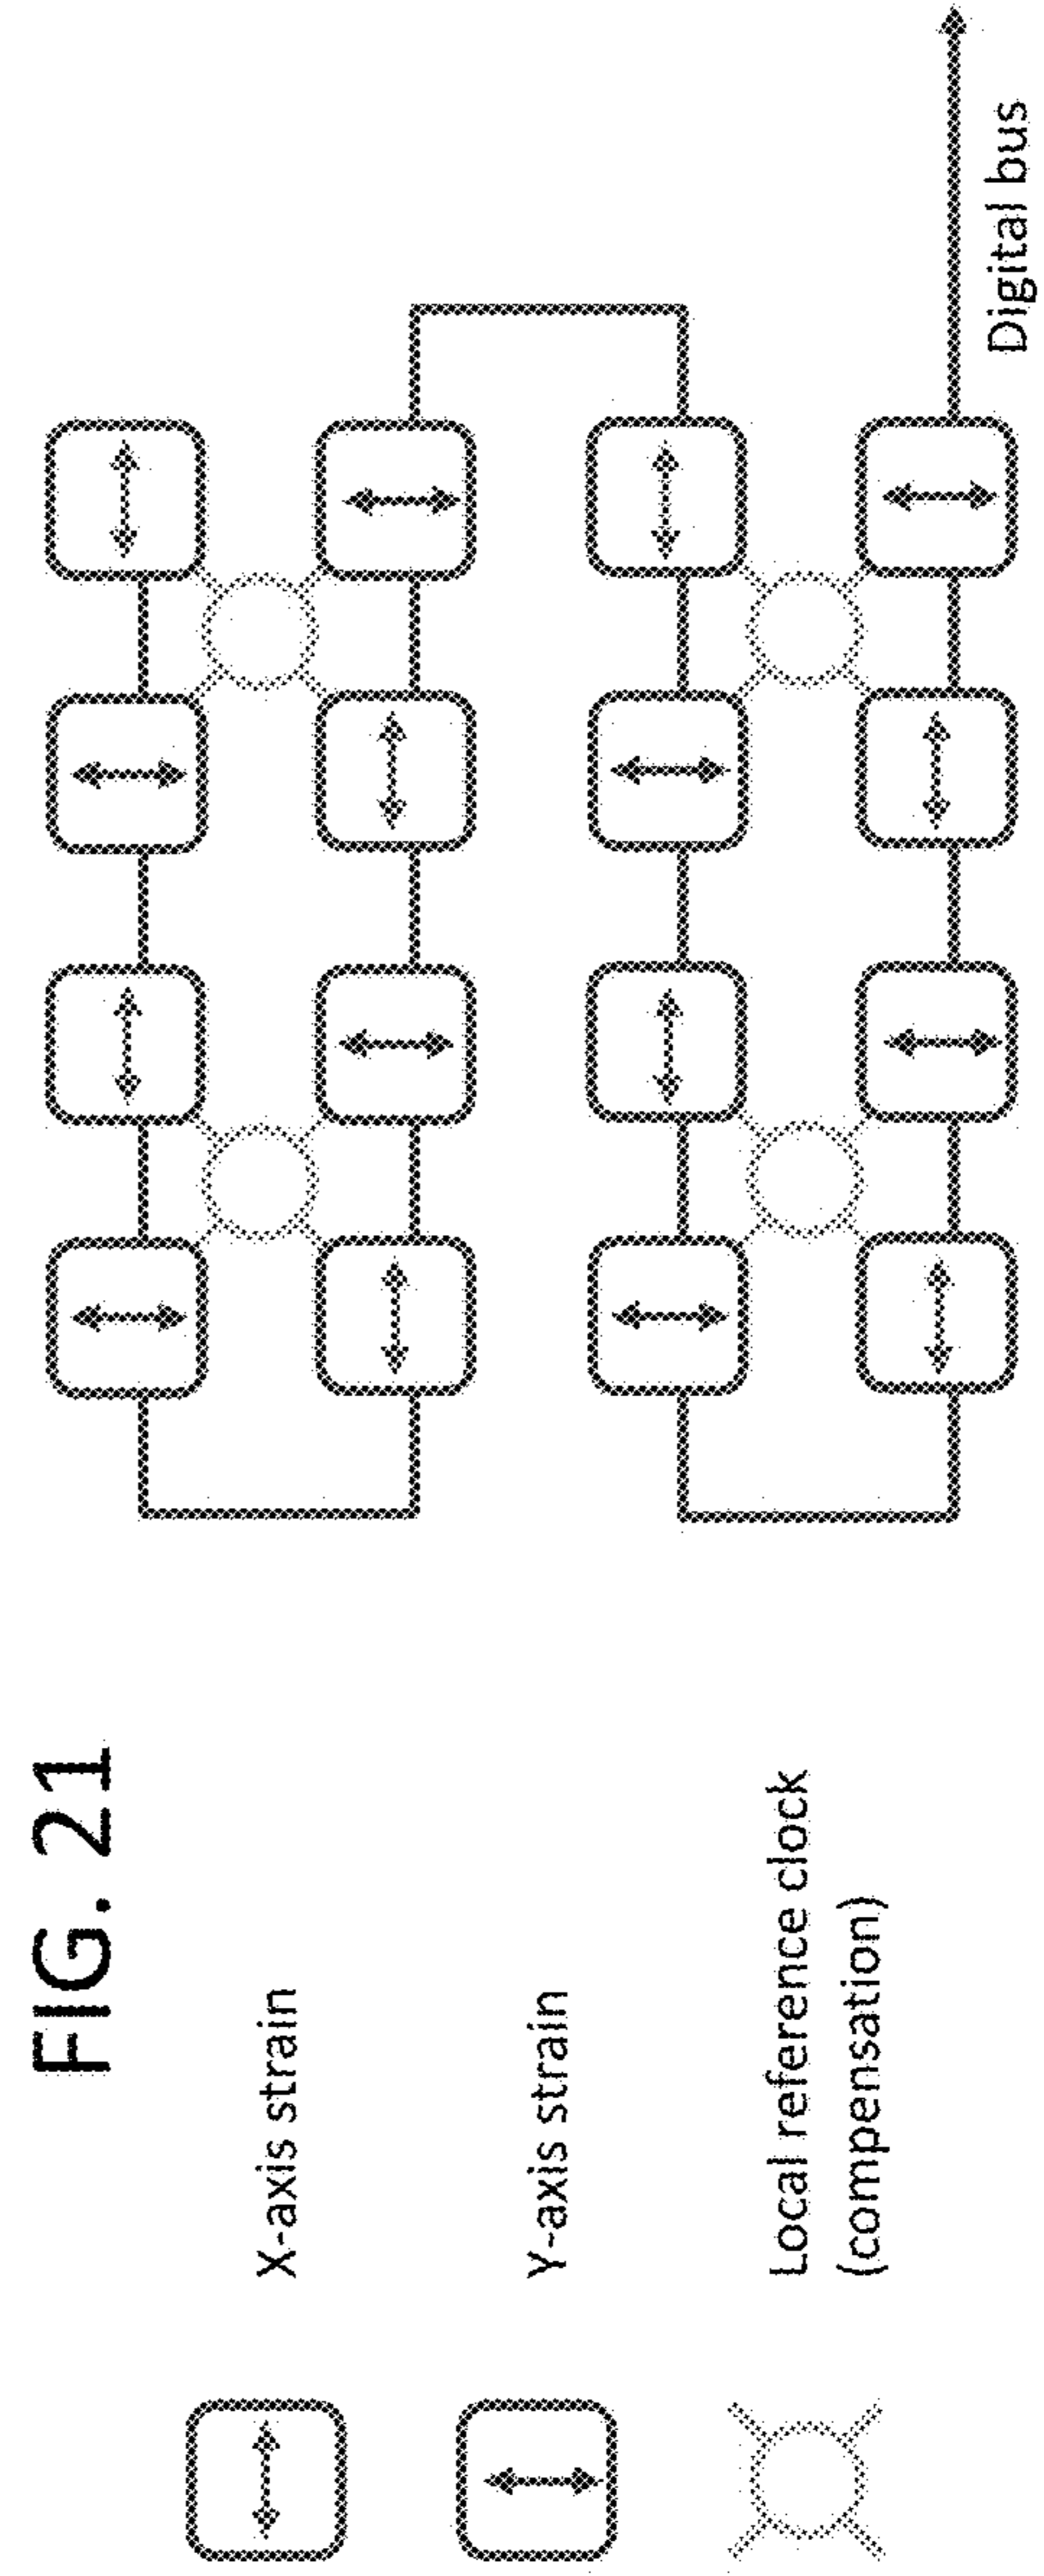 FIG. 21
X-axis strain
Y-axis strain
Local reference clock
(compensation)
Digital bus